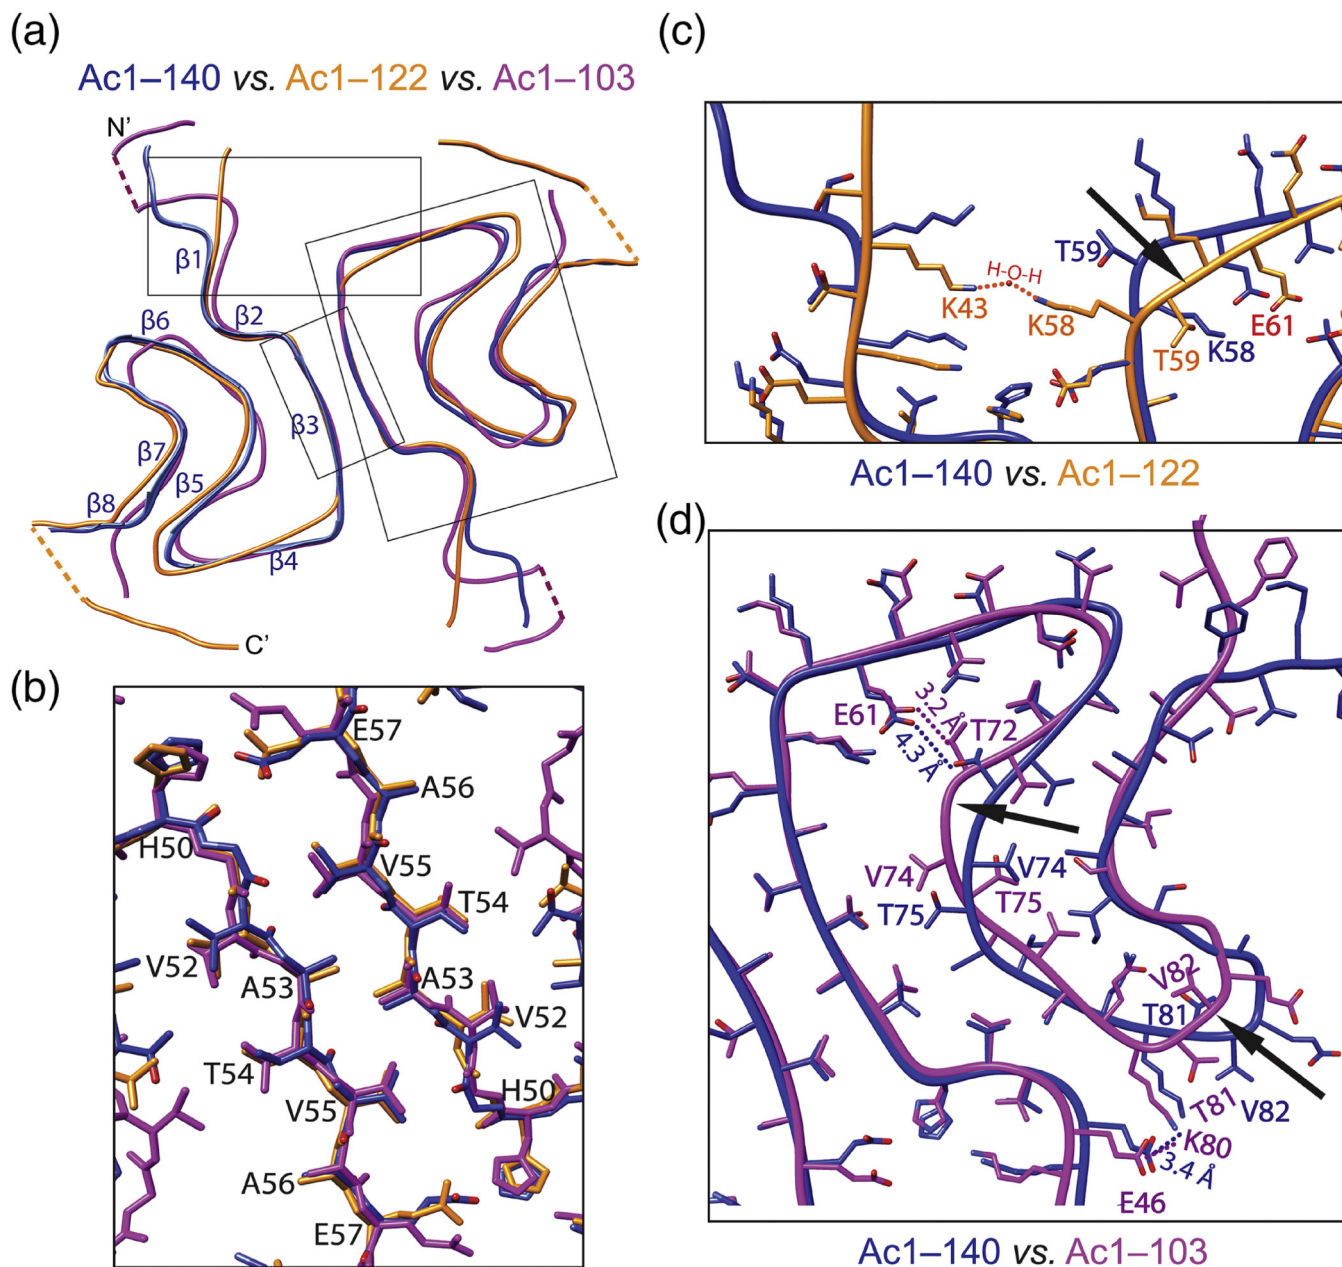 (a)
Ac1–140 vs. Ac1–122 vs. Ac1–103
N'
β1
β2
β6
β3
β7
β5
β8
β4
C'
(b)
E57
A56
H50
V55
T54
V52
A53
A53
V52
T54
V55
H50
A56
E57
(c)
T59
H-O-H
K43
K58
E61
T59
K58
Ac1–140 vs. Ac1–122
(d)
E61
3.2 Å
T72
4.3 Å
V74
V74
T75
T75
V82
T81
T81
V82
K80
3.4 Å
E46
Ac1–140 vs. Ac1–103